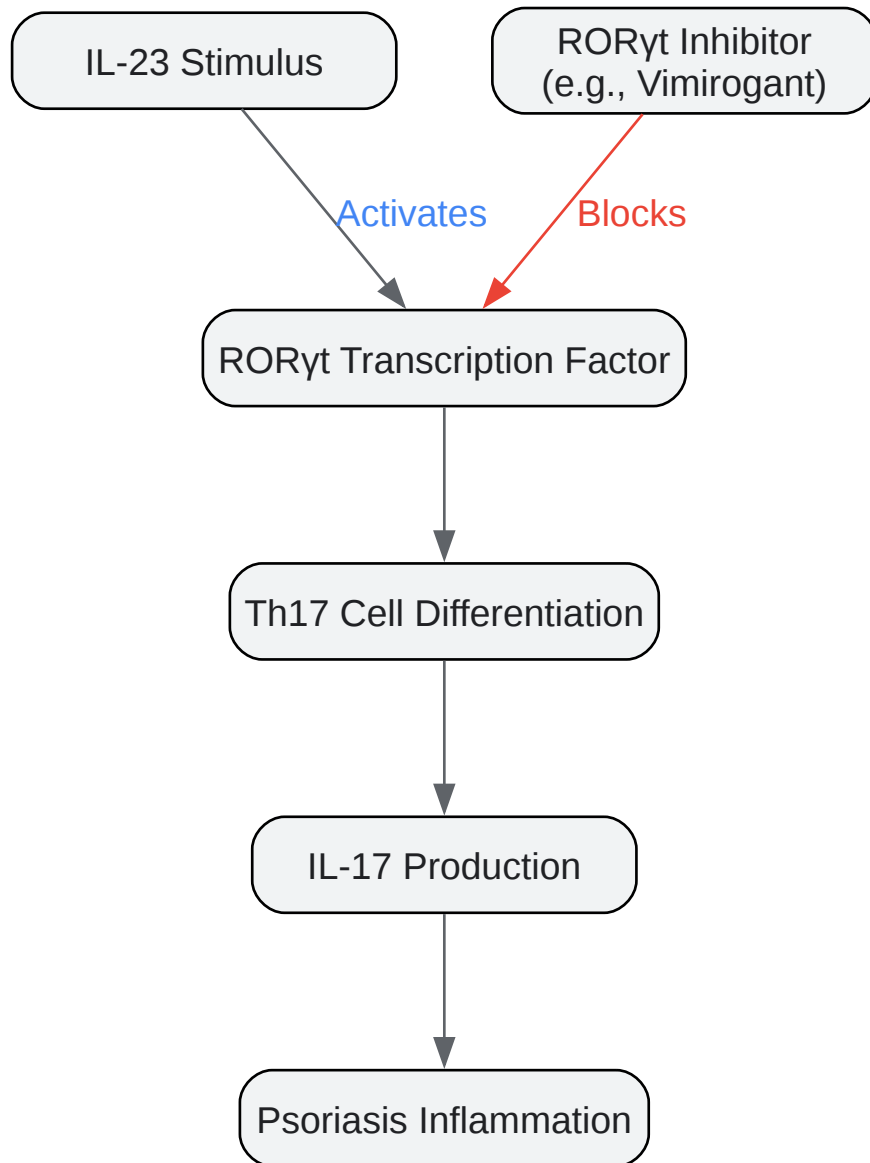 IL-23 Stimulus
RORγt Inhibitor
(e.g., Vimirogant)
Activates
Blocks
RORγt Transcription Factor
Th17 Cell Differentiation
IL-17 Production
Psoriasis Inflammation